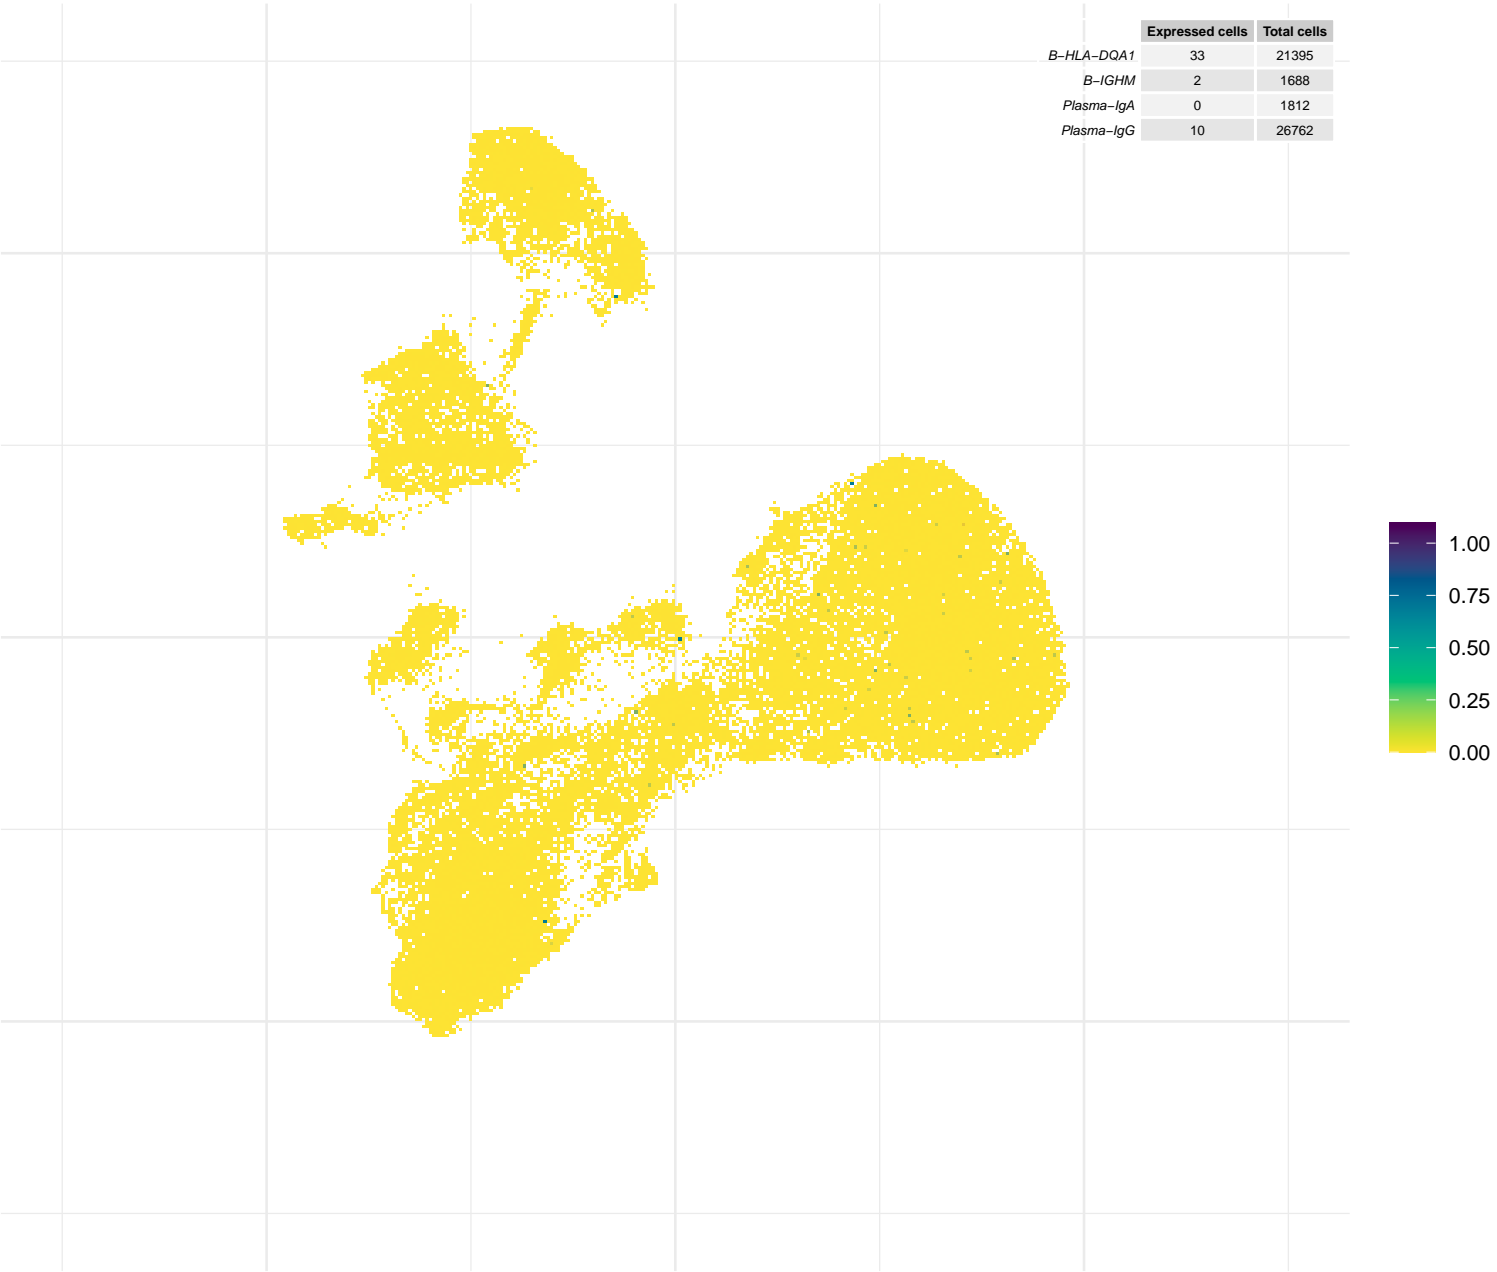 Expressed cells Total cells
B−HLA−DQA1 33 21395
B−IGHM 2 1688
Plasma−IgA 0 1812
Plasma−IgG 10 26762
1.00
0.75
0.50
0.25
0.00